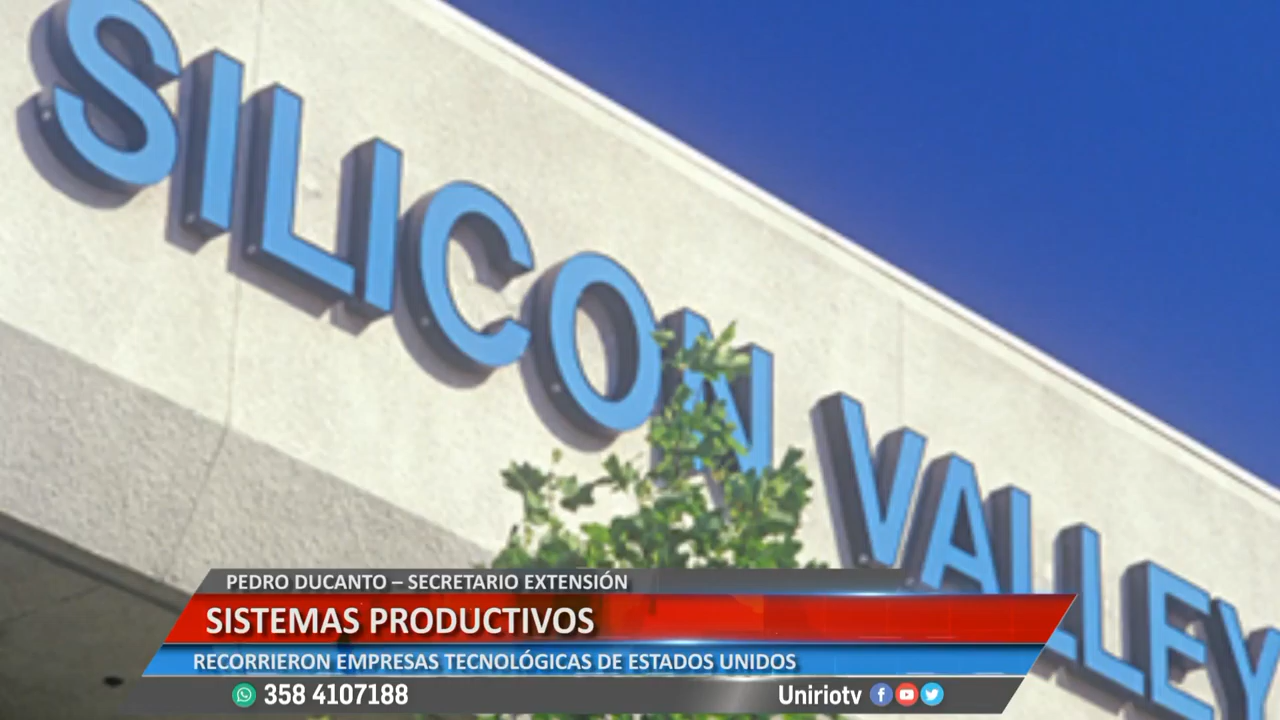 SILICON VALLEY
PEDRO DUCANTO – SECRETARIO EXTENSIÓN
SISTEMAS PRODUCTIVOS
RECORRIERON EMPRESAS TECNOLÓGICAS DE ESTADOS UNIDOS
358 4107188 Uniriotv